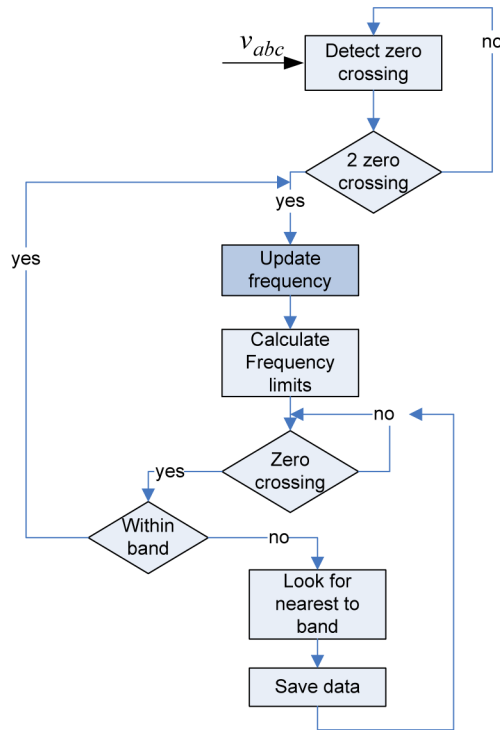 v_abc
Detect zero
crossing
no
2 zero
crossing
yes
yes
Update
frequency
Calculate
Frequency
limits
no
Zero
crossing
yes
Within
band
no
Look for
nearest to
band
Save data